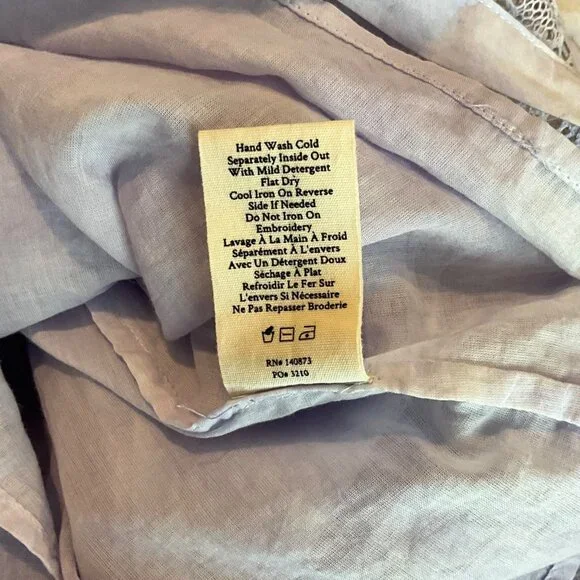 Hand Wash Cold
Separately Inside Out
With Mild Detergent
Flat Dry
Cool Iron On Reverse
Side If Needed
Do Not Iron On
Embroidery
Lavage À La Main À Froid
Séparément À L'envers
Avec Un Détergent Doux
Séchage À Plat
Refroidir Le Fer Sur
L'envers Si Nécessaire
Ne Pas Repasser Broderie
RN# 140873
PO# 5210